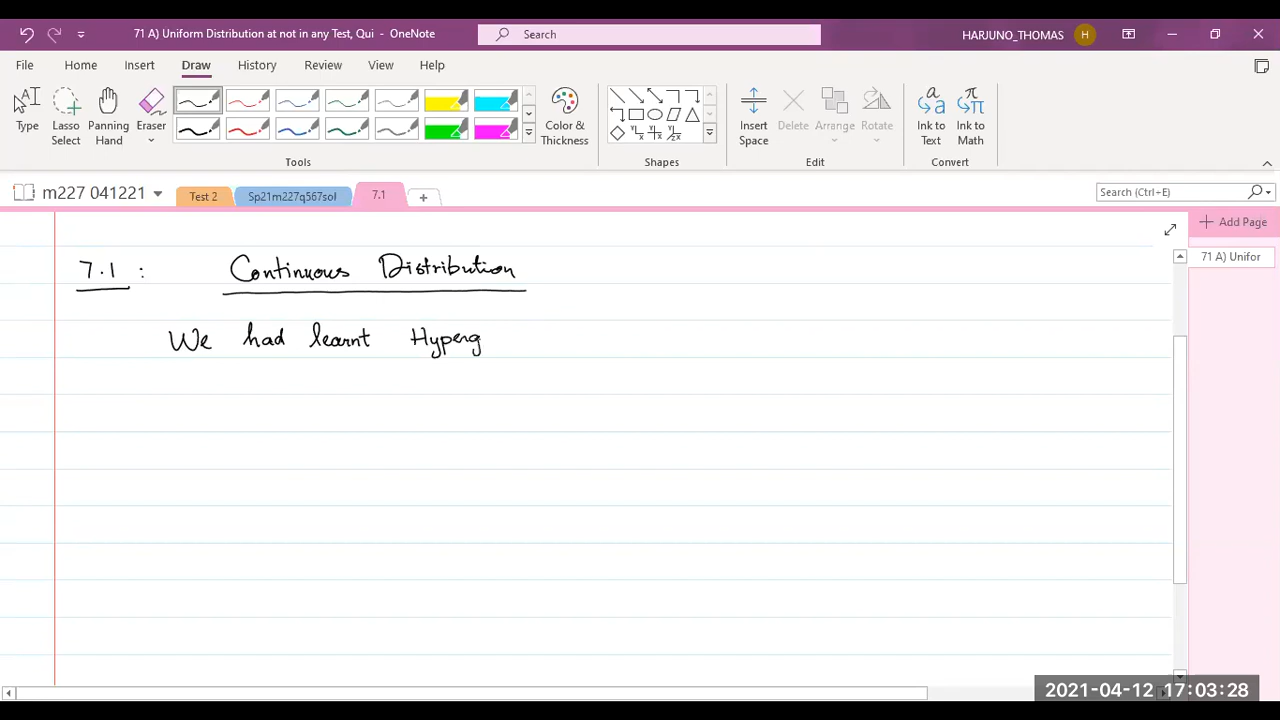 71 A) Uniform Distribution at not in any Test, Qui - OneNote
Search
HARJUNO_THOMAS
H
File Home Insert Draw History Review View Help
Type
Lasso Select
Panning Hand
Eraser
Color & Thickness
Insert Space
Delete
Arrange
Rotate
Ink to Text
Ink to Math
Tools
Shapes
Edit
Convert
m227 041221
Test 2
Sp21m227q567sol
7.1
Search (Ctrl+E)
Add Page
71 A) Unifor
7.1 : Continuous Distribution
We had learnt Hyperg
2021-04-12 17:03:28